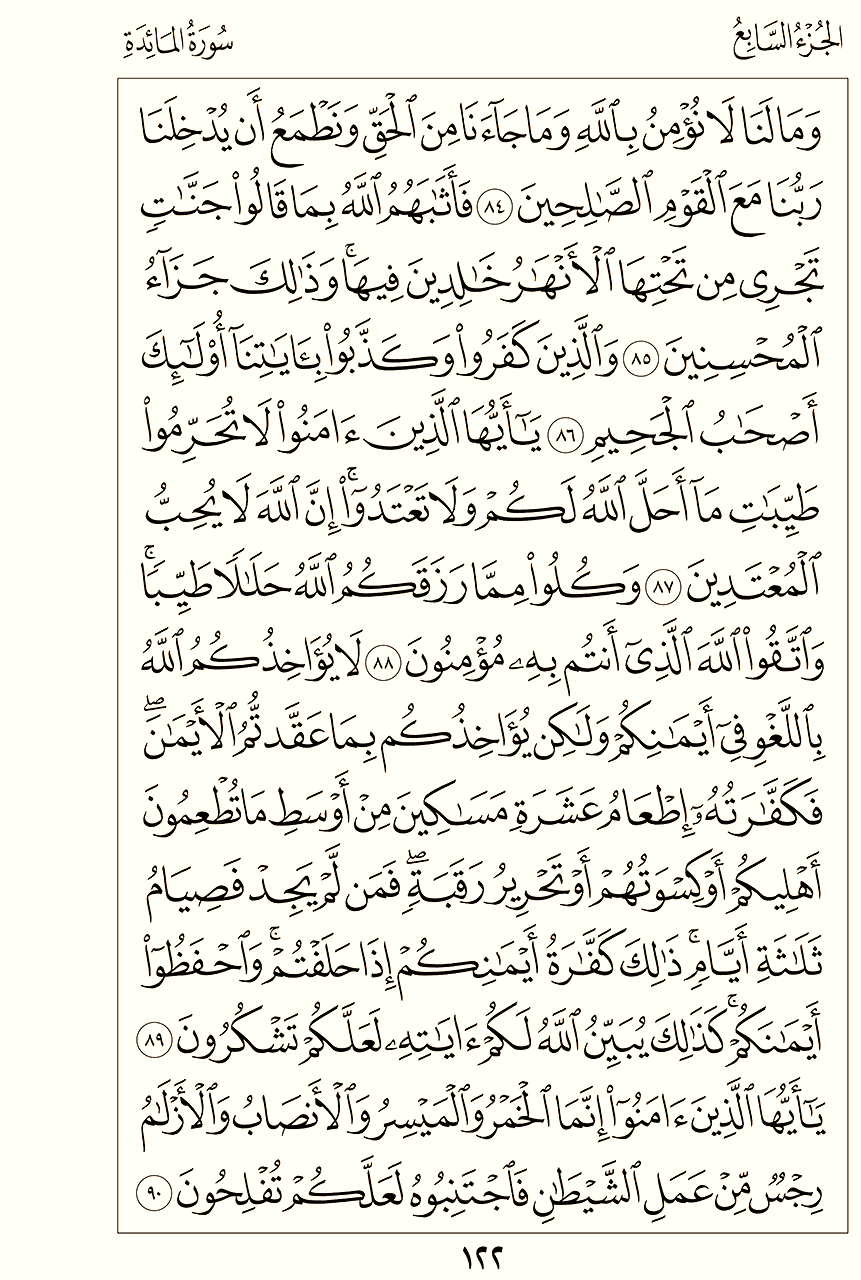 الجُزْءُ السَّابِعُ
سُورَةُ المَائِدَةِ
وَمَا لَنَا لَا نُؤْمِنُ بِٱللَّهِ وَمَا جَآءَنَا مِنَ ٱلْحَقِّ وَنَطْمَعُ أَن يُدْخِلَنَا
رَبُّنَا مَعَ ٱلْقَوْمِ ٱلصَّٰلِحِينَ ٨٤ فَأَثَٰبَهُمُ ٱللَّهُ بِمَا قَالُوا۟ جَنَّٰتٍ
تَجْرِى مِن تَحْتِهَا ٱلْأَنْهَٰرُ خَٰلِدِينَ فِيهَا ۚ وَذَٰلِكَ جَزَآءُ
ٱلْمُحْسِنِينَ ٨٥ وَٱلَّذِينَ كَفَرُوا۟ وَكَذَّبُوا۟ بِـَٔايَٰتِنَآ أُو۟لَٰٓئِكَ
أَصْحَٰبُ ٱلْجَحِيمِ ٨٦ يَٰٓأَيُّهَا ٱلَّذِينَ ءَامَنُوا۟ لَا تُحَرِّمُوا۟
طَيِّبَٰتِ مَآ أَحَلَّ ٱللَّهُ لَكُمْ وَلَا تَعْتَدُوٓا۟ ۚ إِنَّ ٱللَّهَ لَا يُحِبُّ
ٱلْمُعْتَدِينَ ٨٧ وَكُلُوا۟ مِمَّا رَزَقَكُمُ ٱللَّهُ حَلَٰلًا طَيِّبًا ۚ
وَٱتَّقُوا۟ ٱللَّهَ ٱلَّذِىٓ أَنتُم بِهِۦ مُؤْمِنُونَ ٨٨ لَا يُؤَاخِذُكُمُ ٱللَّهُ
بِٱللَّغْوِ فِىٓ أَيْمَٰنِكُمْ وَلَٰكِن يُؤَاخِذُكُم بِمَا عَقَّدتُّمُ ٱلْأَيْمَٰنَ ۖ
فَكَفَّٰرَتُهُۥٓ إِطْعَامُ عَشَرَةِ مَسَٰكِينَ مِنْ أَوْسَطِ مَا تُطْعِمُونَ
أَهْلِيكُمْ أَوْ كِسْوَتُهُمْ أَوْ تَحْرِيرُ رَقَبَةٍ ۖ فَمَن لَّمْ يَجِدْ فَصِيَامُ
ثَلَٰثَةِ أَيَّامٍ ۚ ذَٰلِكَ كَفَّٰرَةُ أَيْمَٰنِكُمْ إِذَا حَلَفْتُمْ ۚ وَٱحْفَظُوٓا۟
أَيْمَٰنَكُمْ ۚ كَذَٰلِكَ يُبَيِّنُ ٱللَّهُ لَكُمْ ءَايَٰتِهِۦ لَعَلَّكُمْ تَشْكُرُونَ ٨٩
يَٰٓأَيُّهَا ٱلَّذِينَ ءَامَنُوٓا۟ إِنَّمَا ٱلْخَمْرُ وَٱلْمَيْسِرُ وَٱلْأَنصَابُ وَٱلْأَزْلَٰمُ
رِجْسٌ مِّنْ عَمَلِ ٱلشَّيْطَٰنِ فَٱجْتَنِبُوهُ لَعَلَّكُمْ تُفْلِحُونَ ٩٠
١٢٢